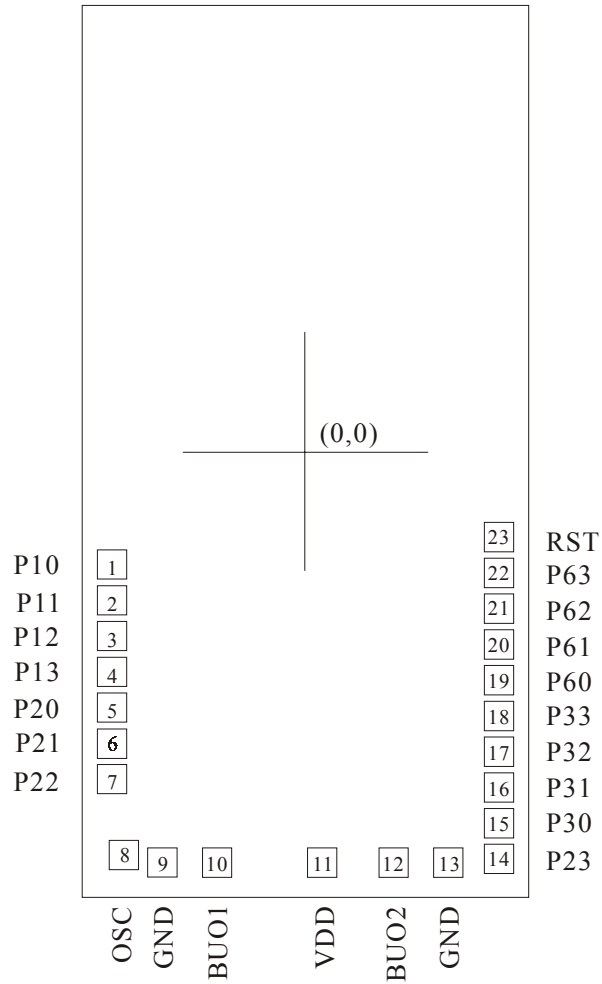 (0,0)
23 RST
P10 1 22 P63
P11 2 21 P62
P12 3 20 P61
P13 4 19 P60
P20 5 18 P33
P21 6 17 P32
P22 7 16 P31
15 P30
8 9 10 11 12 13 14 P23
OSC GND BUO1 VDD BUO2 GND